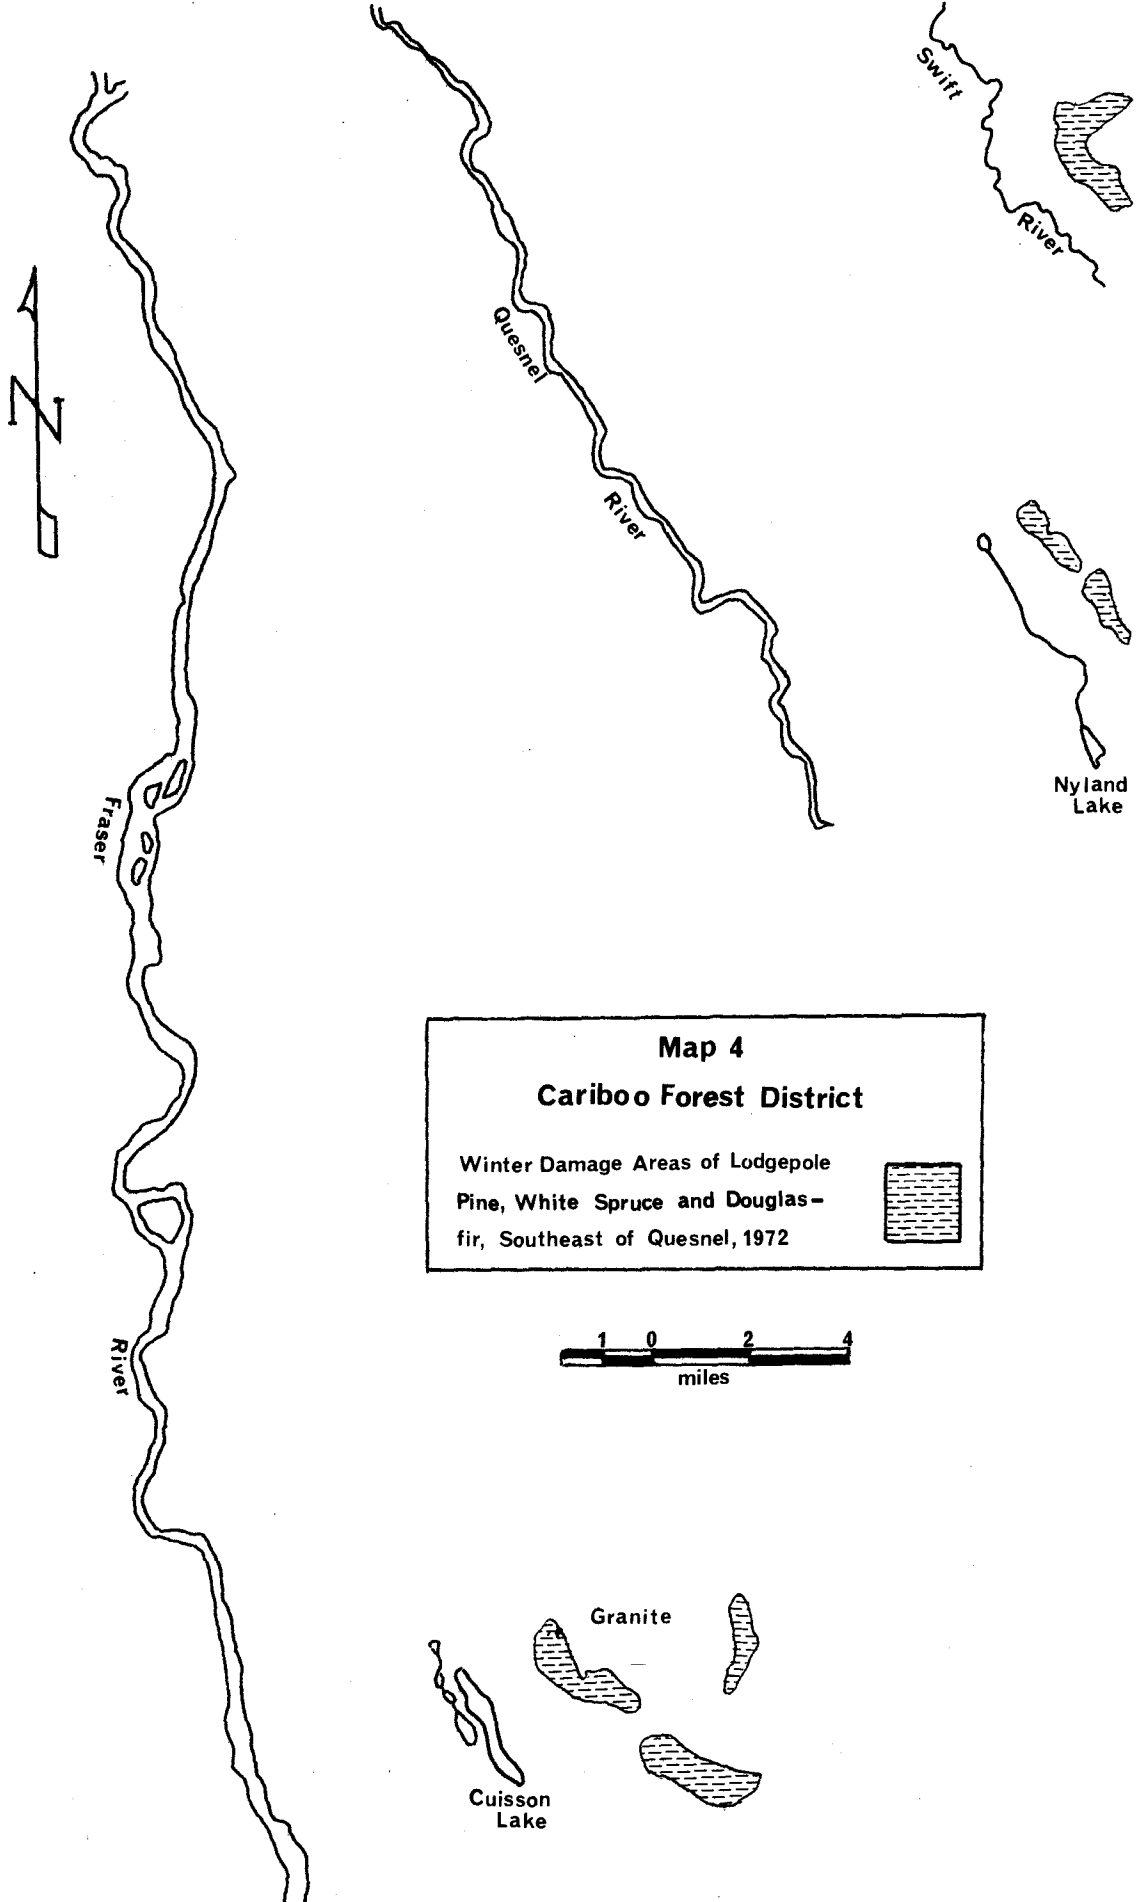 Swift
River
Quesnel
River
N
Nyland
Lake
Fraser
River
Map 4
Cariboo Forest District
Winter Damage Areas of Lodgepole
Pine, White Spruce and Douglas-
fir, Southeast of Quesnel, 1972
1 0 2 4
miles
Granite
Cuisson
Lake